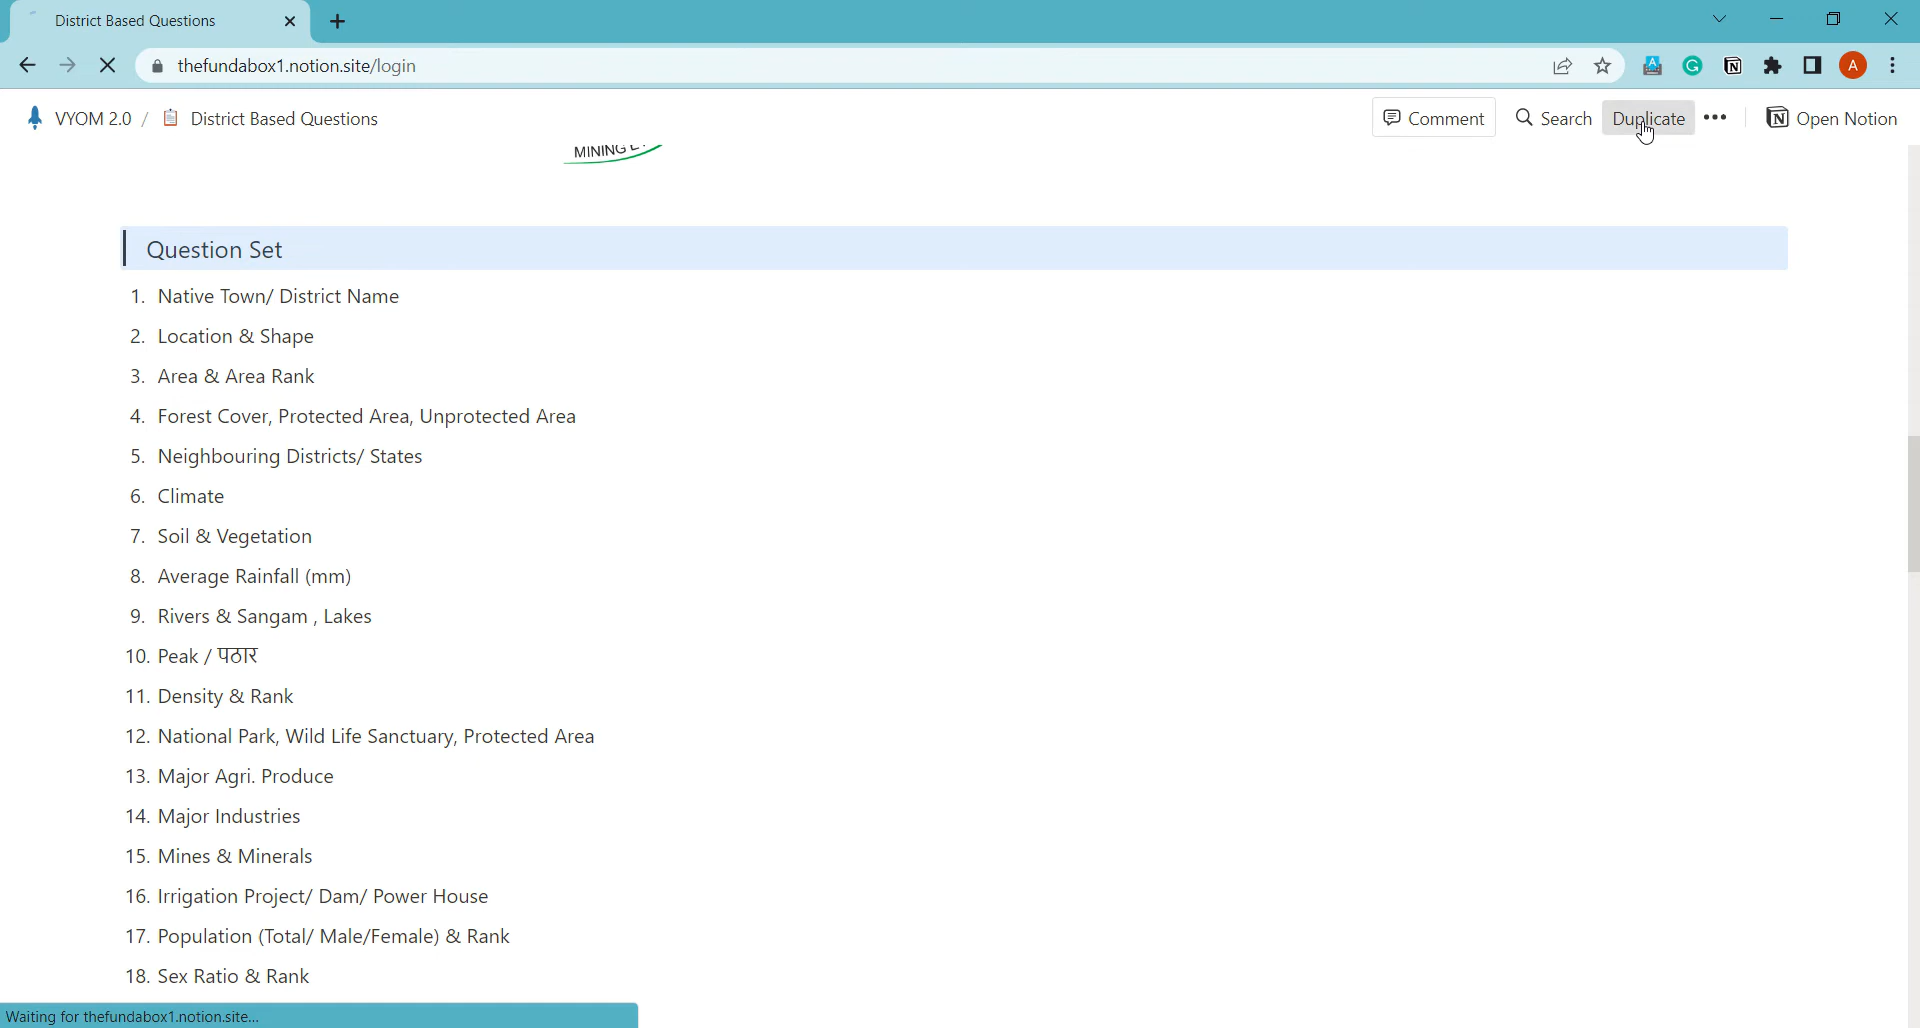 District Based Questions
thefundabox1.notion.site/login
A
VYOM 2.0 / District Based Questions
Comment
Search
Duplicate
Open Notion
MINING
Question Set
1. Native Town/ District Name
2. Location & Shape
3. Area & Area Rank
4. Forest Cover, Protected Area, Unprotected Area
5. Neighbouring Districts/ States
6. Climate
7. Soil & Vegetation
8. Average Rainfall (mm)
9. Rivers & Sangam , Lakes
10. Peak / पठार
11. Density & Rank
12. National Park, Wild Life Sanctuary, Protected Area
13. Major Agri. Produce
14. Major Industries
15. Mines & Minerals
16. Irrigation Project/ Dam/ Power House
17. Population (Total/ Male/Female) & Rank
18. Sex Ratio & Rank
Waiting for thefundabox1.notion.site...